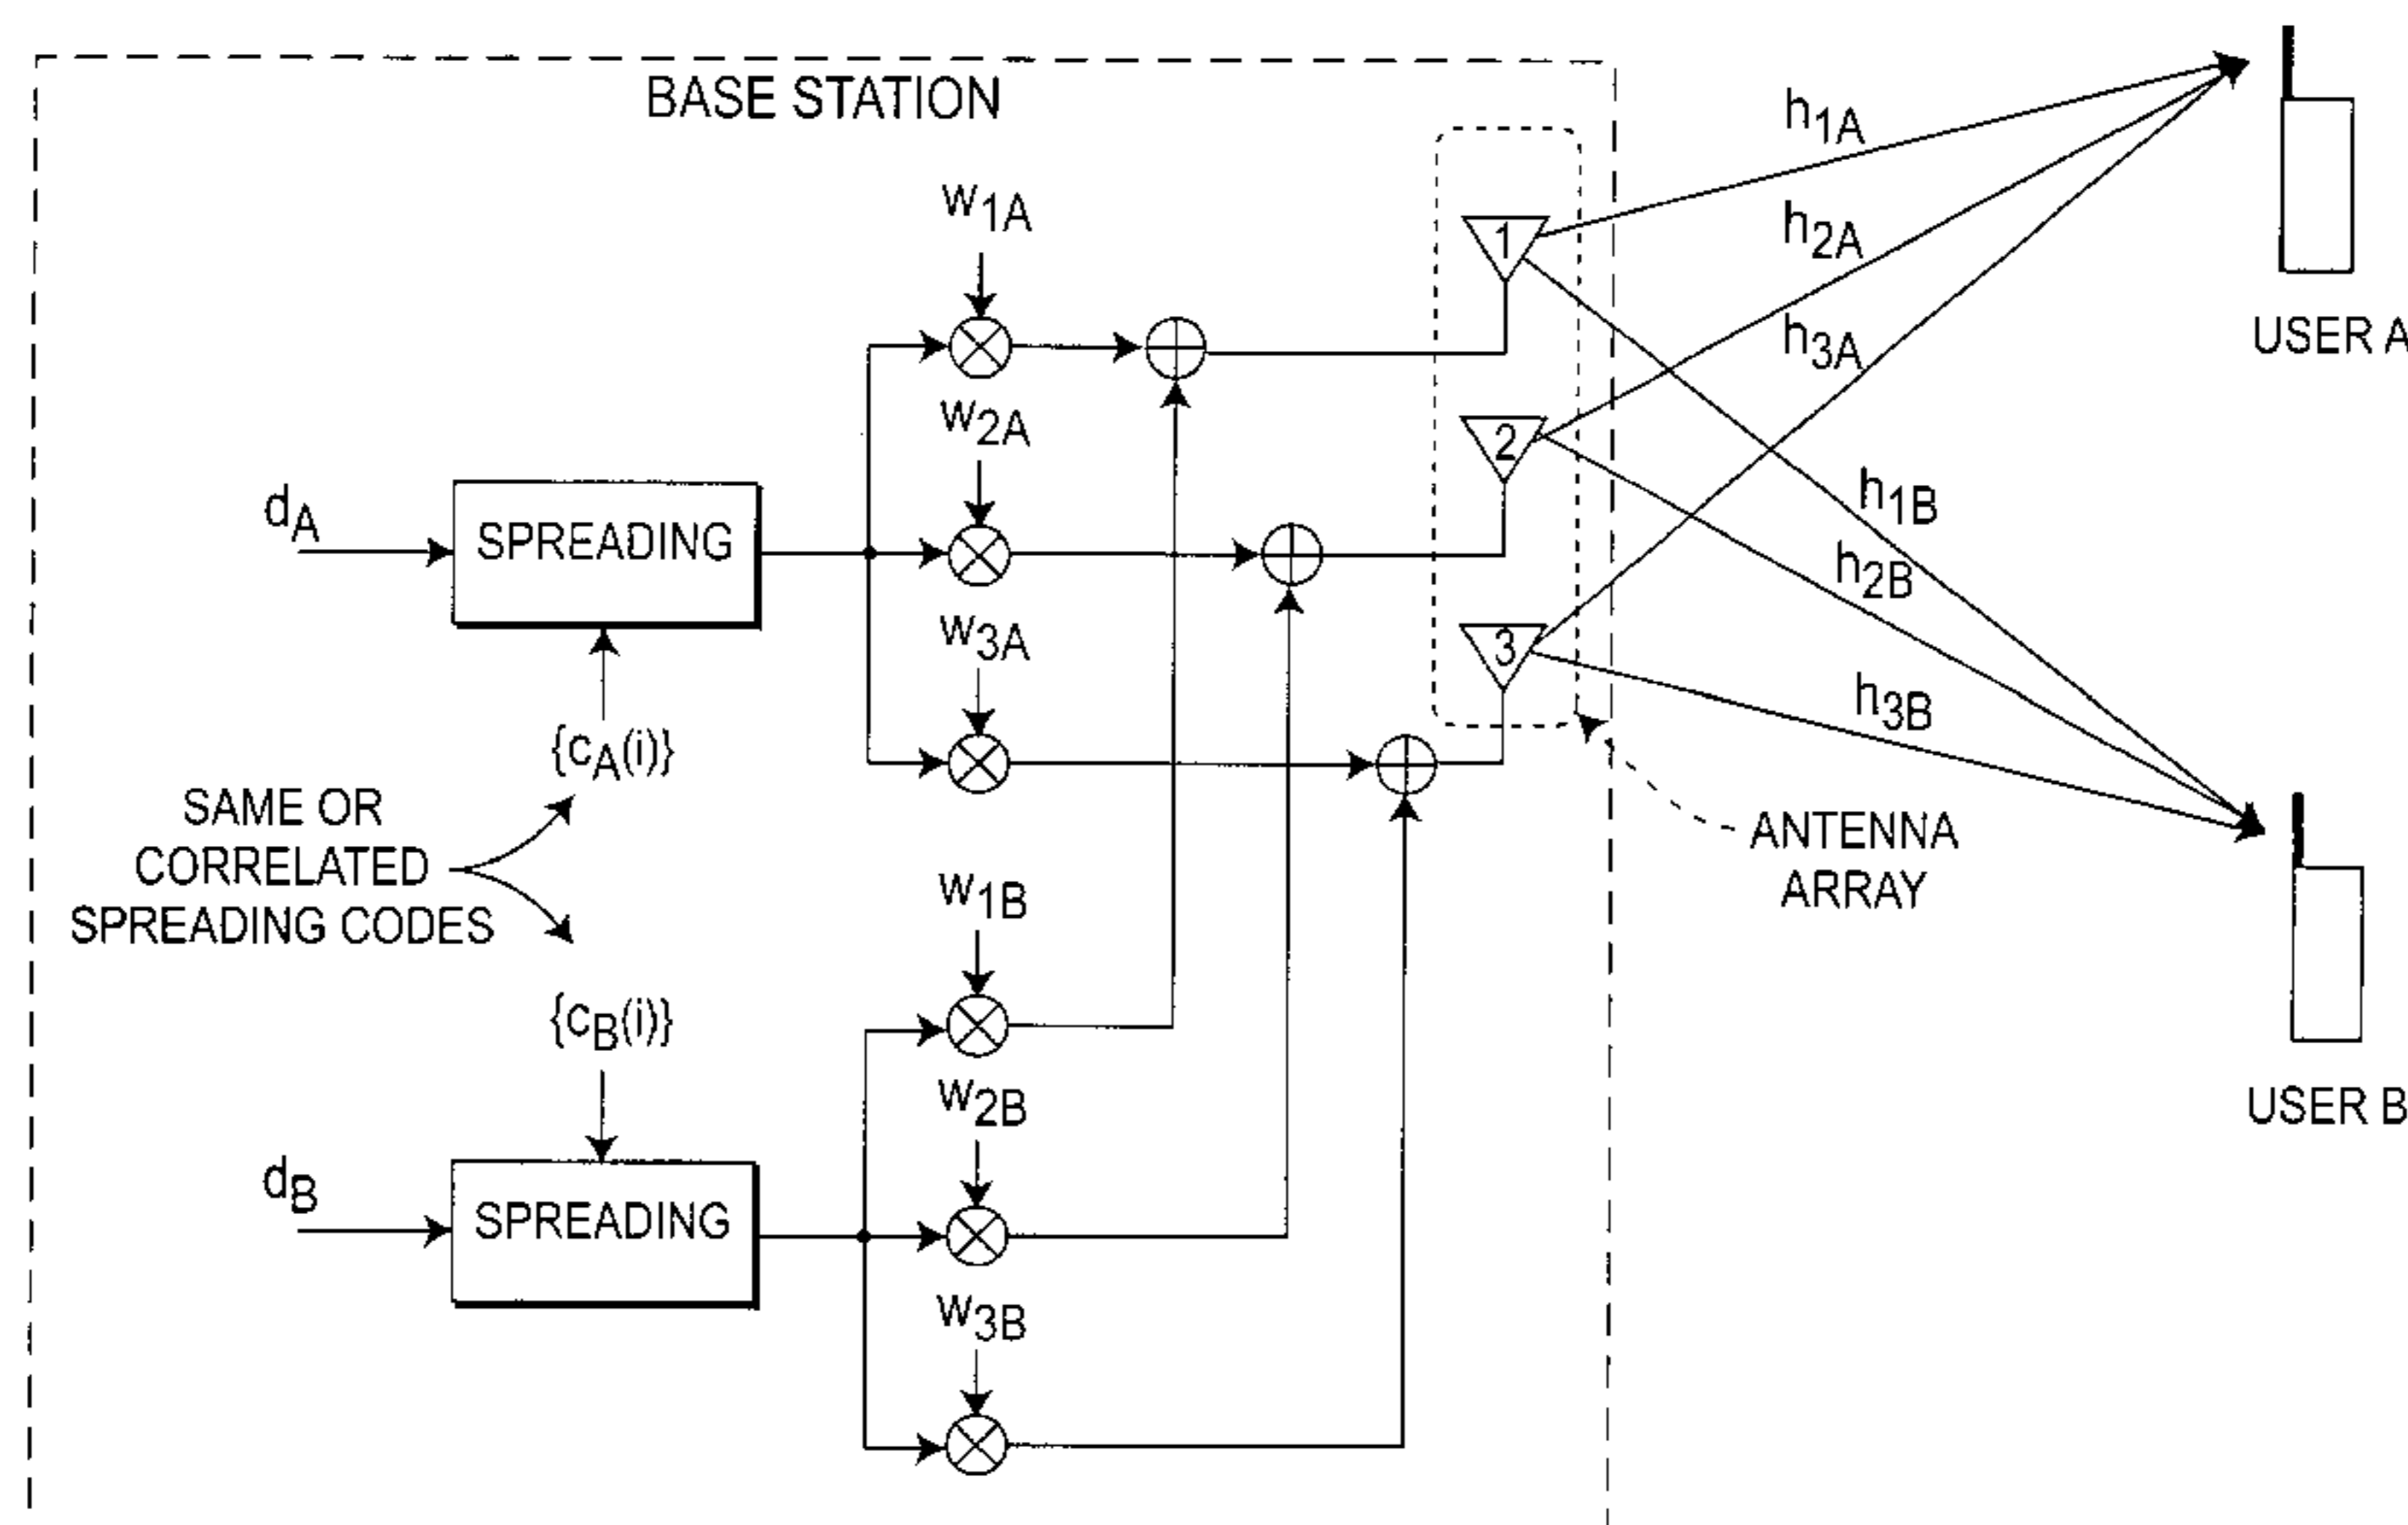 BASE STATION
h1A
w1A
h2A
1
h3A
USER A
w2A
2
dA
SPREADING
h1B
h2B
w3A
3
h3B
{cA(i)}
SAME OR
CORRELATED
SPREADING CODES
ANTENNA
ARRAY
w1B
{cB(i)}
w2B
USER B
dB
SPREADING
w3B